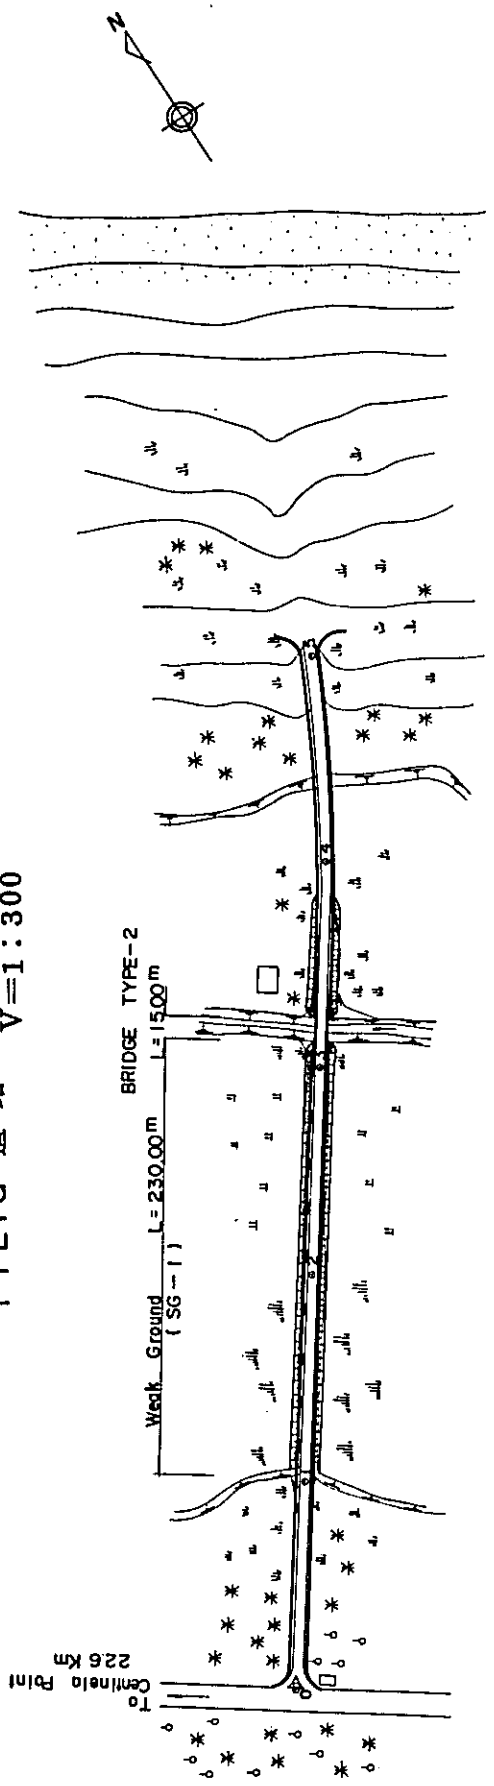 N
V=1:300
BRIDGE TYPE-2
L=15.00m
L=230.00m
Weak Ground
(SG-1)
To
Centinela Point
22.6 Km